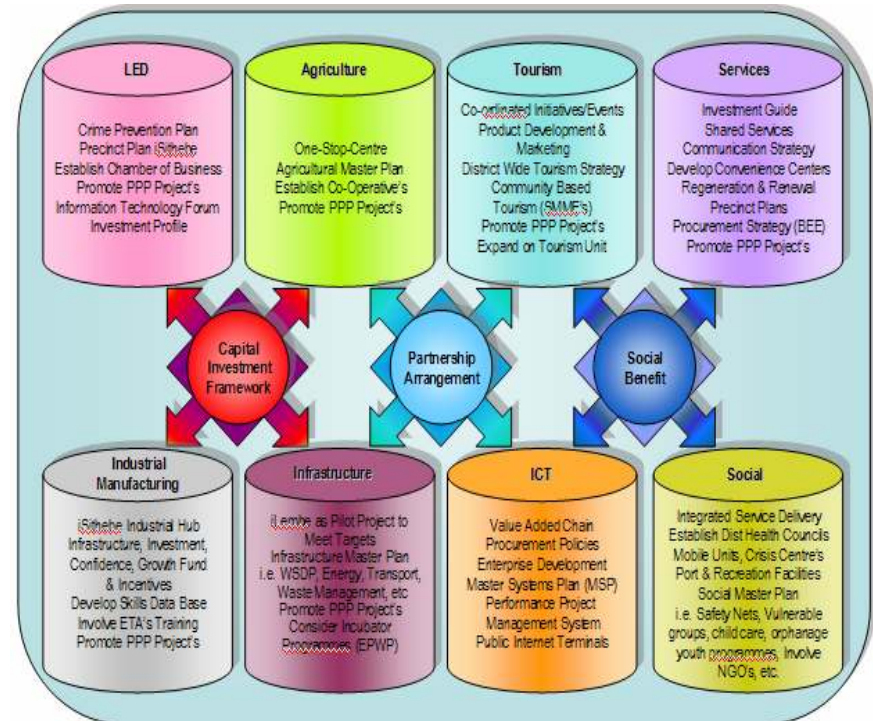 LED
Crime Prevention Plan
Precinct Plan iSithebe
Establish Chamber of Business
Promote PPP Project's
Information Technology Forum
Investment Profile
Agriculture
One-Stop-Centre
Agricultural Master Plan
Establish Co-Operative's
Promote PPP Project's
Tourism
Co-ordinated Initiatives/Events
Product Development &
Marketing
District Wide Tourism Strategy
Community Based
Tourism (SMME's)
Promote PPP Project's
Expand on Tourism Unit
Services
Investment Guide
Shared Services
Communication Strategy
Develop Convenience Centers
Regeneration & Renewal
Precinct Plans
Procurement Strategy (BEE)
Promote PPP Project's
Capital
Investment
Framework
Partnership
Arrangement
Social
Benefit
Industrial
Manufacturing
iSithebe Industrial Hub
Infrastructure, Investment,
Confidence, Growth Fund
& Incentives
Develop Skills Data Base
Involve ETA's Training
Promote PPP Project's
Infrastructure
iLembe as Pilot Project to
Meet Targets
Infrastructure Master Plan
i.e. WSDP, Energy, Transport,
Waste Management, etc
Promote PPP Project's
Consider Incubator
Programmes (EPWP)
ICT
Value Added Chain
Procurement Policies
Enterprise Development
Master Systems Plan (MSP)
Performance Project
Management System
Public Internet Terminals
Social
Integrated Service Delivery
Establish Dist Health Councils
Mobile Units, Crisis Centre's
Port & Recreation Facilities
Social Master Plan
i.e. Safety Nets, Vulnerable
groups, child care, orphanage
youth programmes, Involve
NGO's, etc.